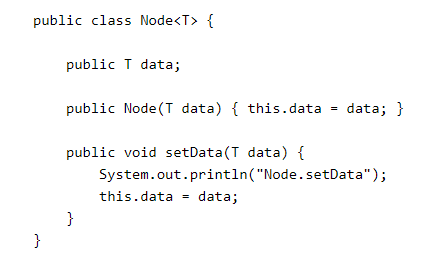 public class Node<T> {
public T data;
public Node(T data) { this.data = data; }
public void setData(T data) {
System.out.println("Node.setData");
this.data = data;
}
}